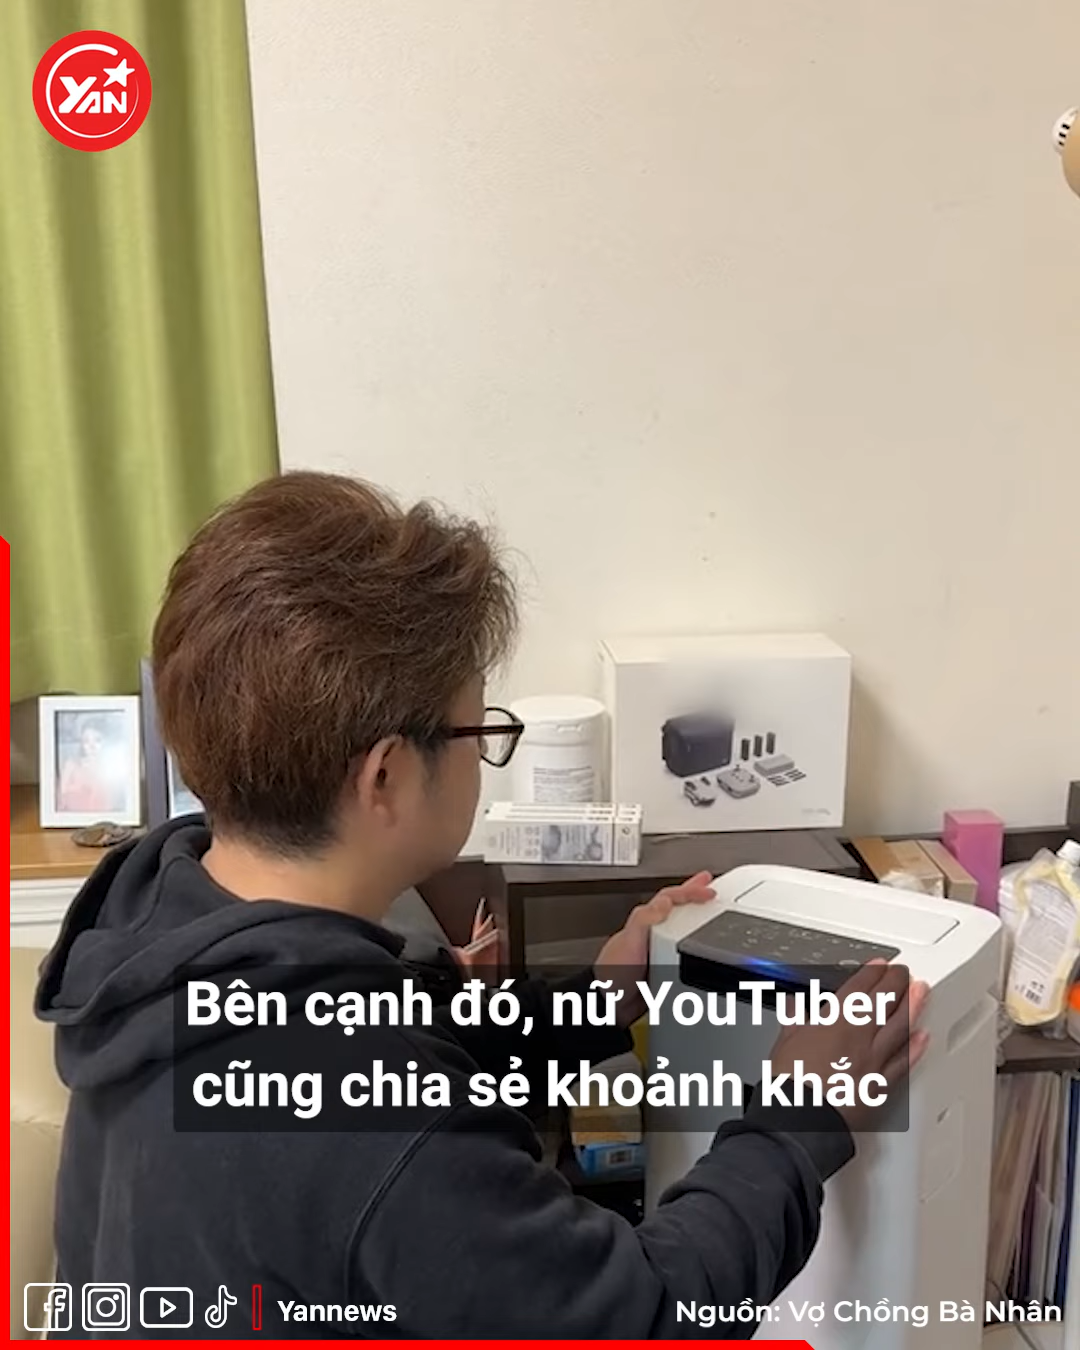 YAN
Bên cạnh đó, nữ YouTuber
cũng chia sẻ khoảnh khắc
Yannews
Nguồn: Vợ Chồng Bà Nhân